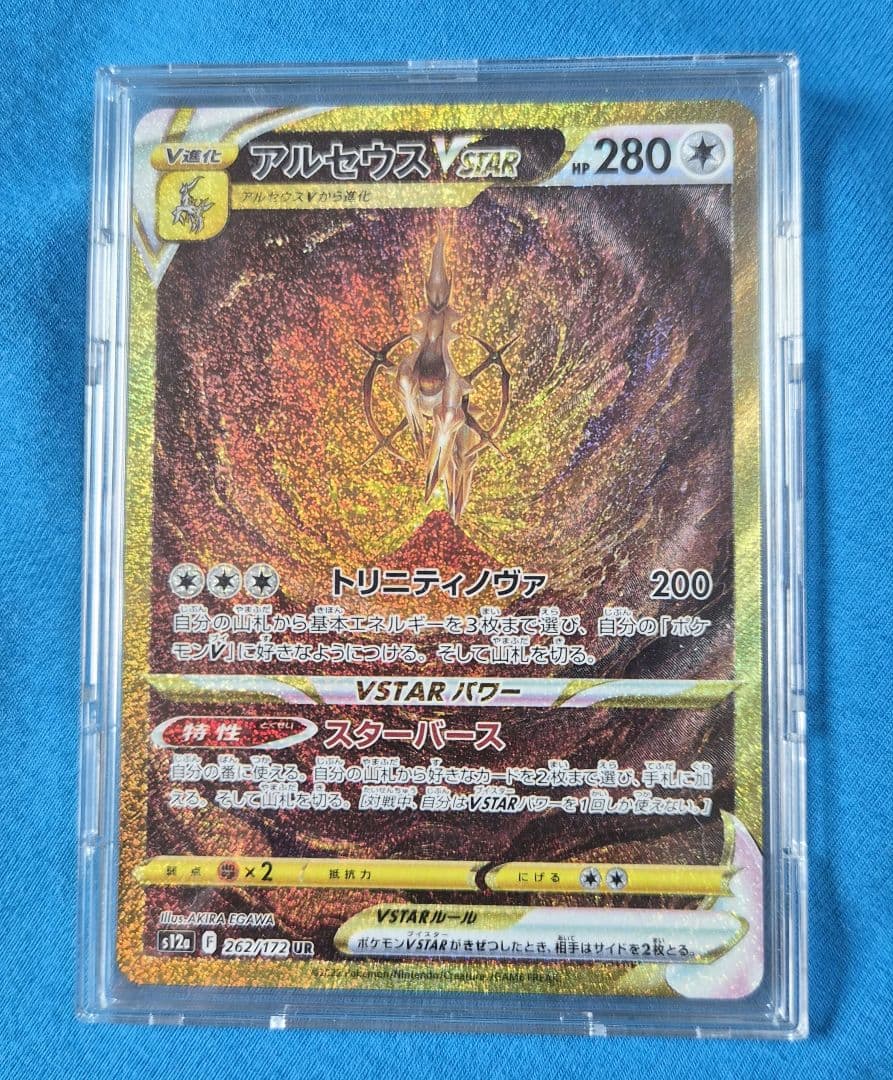 V進化
アルセウス VSTAR
HP 280
アルセウスVから進化
トリニティノヴァ 200
自分の山札から基本エネルギーを3枚まで選び、自分の「ポケ
モンV」に好きなようにつける。そして山札を切る。
VSTARパワー
特性 スターバース
自分の番に使える。自分の山札から好きなカードを2枚まで選び、手札に加
える。そして山札を切る。[対戦中、自分はVSTARパワーを1回しか使えない。]
弱点 ×2 抵抗力 にげる
Illus. AKIRA EGAWA
VSTARルール
ポケモンVSTARがきぜつしたとき、相手はサイドを2枚とる。
s12a F 262/172 UR
©2022 Pokémon/Nintendo/Creatures/GAME FREAK